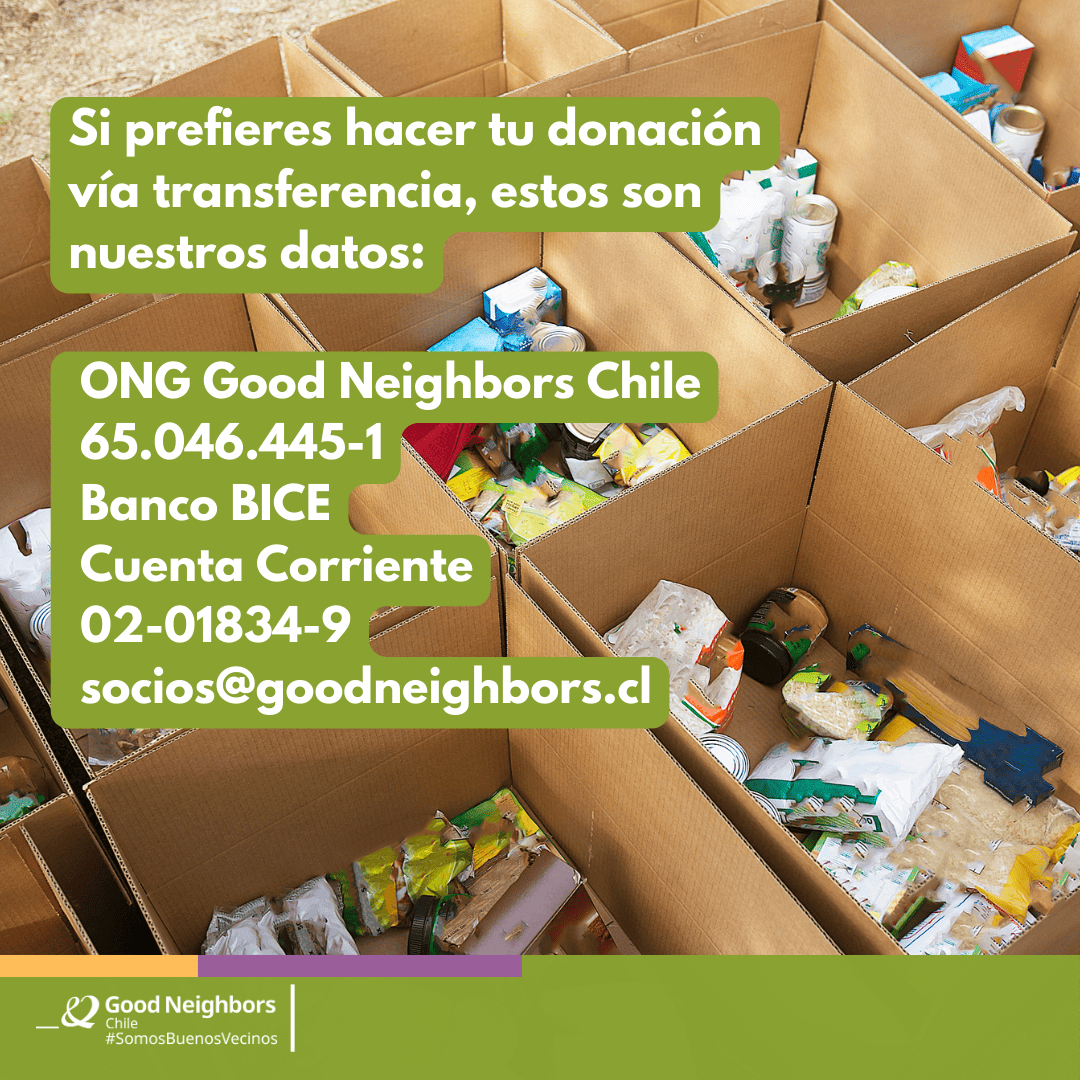 Si prefieres hacer tu donación
vía transferencia, estos son
nuestros datos:
ONG Good Neighbors Chile
65.046.445-1
Banco BICE
Cuenta Corriente
02-01834-9
socios@goodneighbors.cl
Good Neighbors
Chile
#SomosBuenosVecinos